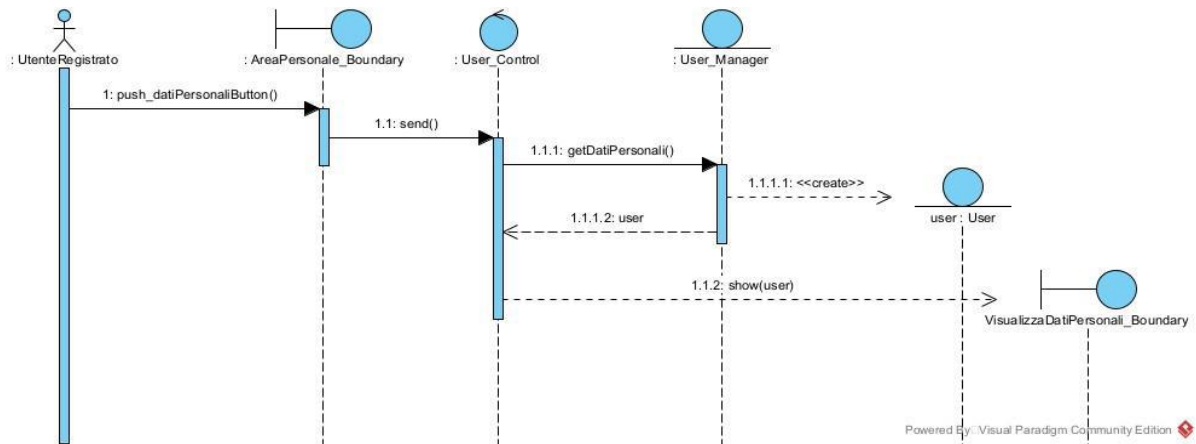 : UtenteRegistrato
: AreaPersonale_Boundary
: User_Control
: User_Manager
1: push_datiPersonaliButton()
1.1: send()
1.1.1: getDatiPersonali()
1.1.1.1: <<create>>
user : User
1.1.1.2: user
1.1.2: show(user)
VisualizzaDatiPersonali_Boundary
Powered By Visual Paradigm Community Edition